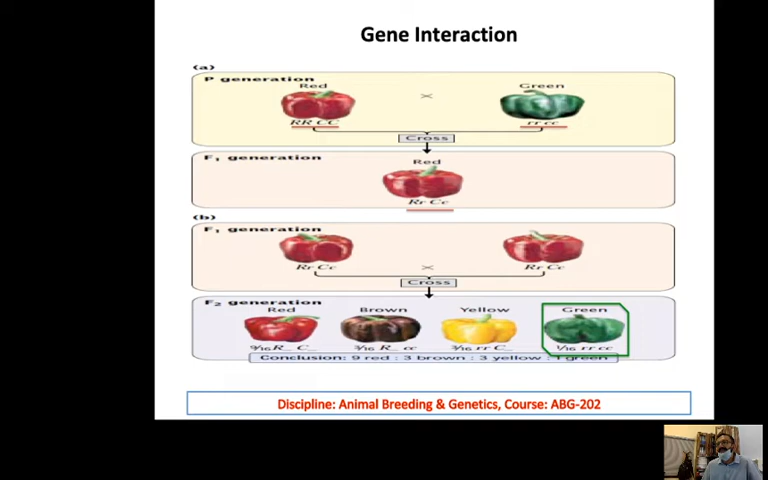 Gene Interaction
(a)
P generation
Red
Green
×
RR CC
rr cc
Cross
F₁ generation
Red
Rr Cc
(b)
F₁ generation
Rr Cc
×
Rr Cc
Cross
F₂ generation
Red
Brown
Yellow
Green
9/16 R_ C_
3/16 R_ cc
3/16 rr C_
1/16 rr cc
Conclusion: 9 red : 3 brown : 3 yellow : 1 green
Discipline: Animal Breeding & Genetics, Course: ABG-202